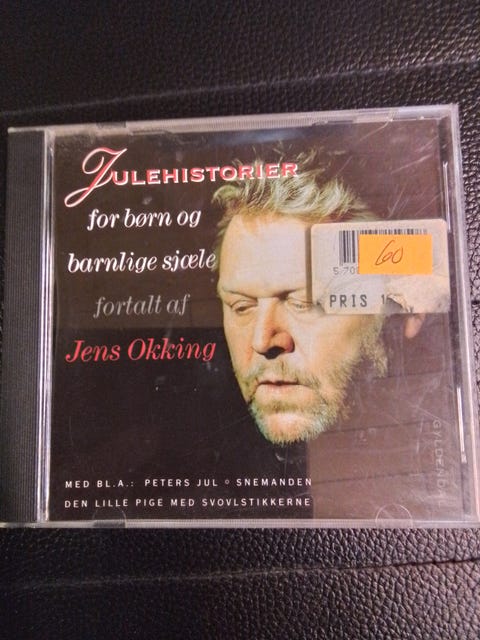 JULEHISTORIER
for børn og
barnlige sjæle
fortalt af
Jens Okking
60
PRIS
MED BL.A.: PETERS JUL ° SNEMANDEN
DEN LILLE PIGE MED SVOVLSTIKKERNE
GYLDENDAL